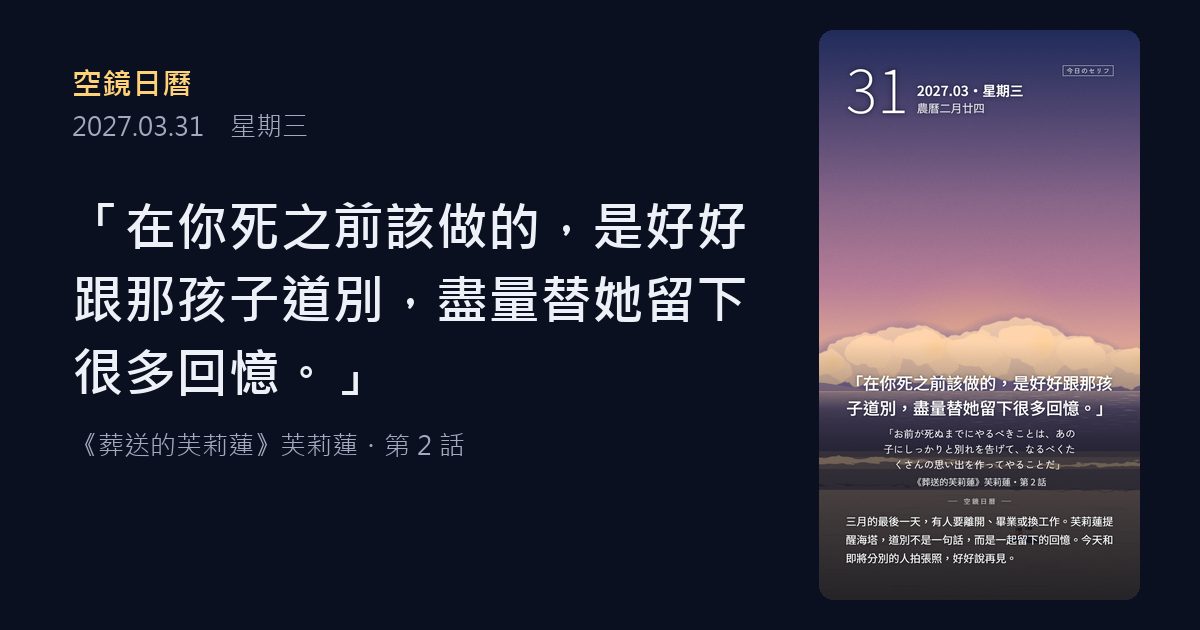 空鏡日曆
2027.03.31　星期三
「在你死之前該做的，是好好
跟那孩子道別，盡量替她留下
很多回憶。」
《葬送的芙莉蓮》芙莉蓮・第 2 話
今日のセリフ
31
2027.03・星期三
農曆二月廿四
「在你死之前該做的，是好好跟那孩
子道別，盡量替她留下很多回憶。」
「お前が死ぬまでにやるべきことは、あの
子にしっかりと別れを告げて、なるべくた
くさんの思い出を作ってやることだ」
《葬送的芙莉蓮》芙莉蓮・第 2 話
— 空鏡日曆 —
三月的最後一天，有人要離開、畢業或換工作。芙莉蓮提
醒海塔，道別不是一句話，而是一起留下的回憶。今天和
即將分別的人拍張照，好好說再見。